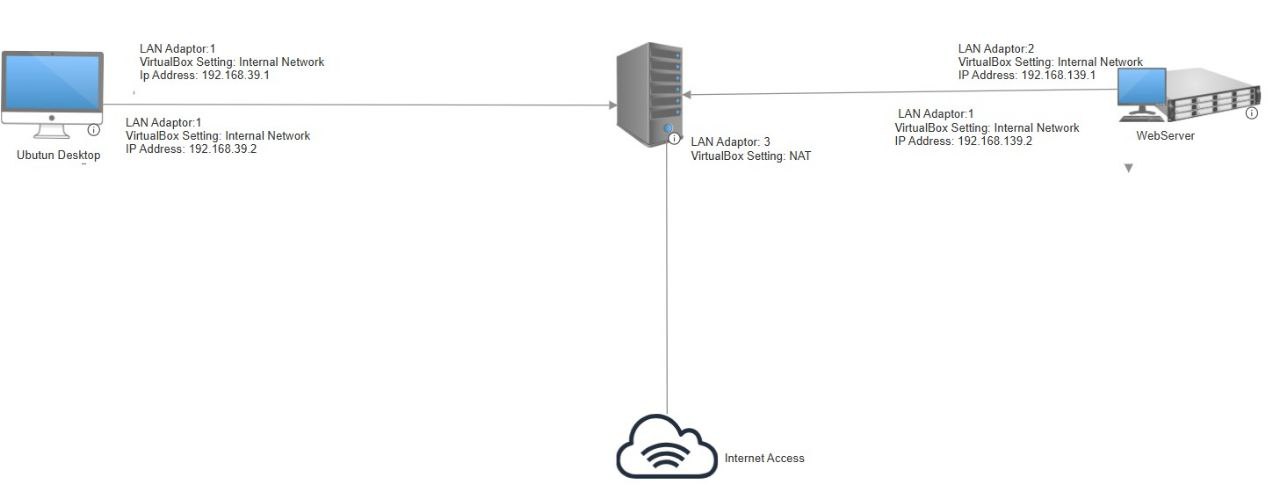 LAN Adaptor:1
VirtualBox Setting: Internal Network
Ip Address: 192.168.39.1
LAN Adaptor:1
VirtualBox Setting: Internal Network
IP Address: 192.168.39.2
Ubutun Desktop
LAN Adaptor: 3
VirtualBox Setting: NAT
LAN Adaptor:2
VirtualBox Setting: Internal Network
IP Address: 192.168.139.1
LAN Adaptor:1
VirtualBox Setting: Internal Network
IP Address: 192.168.139.2
WebServer
Internet Access